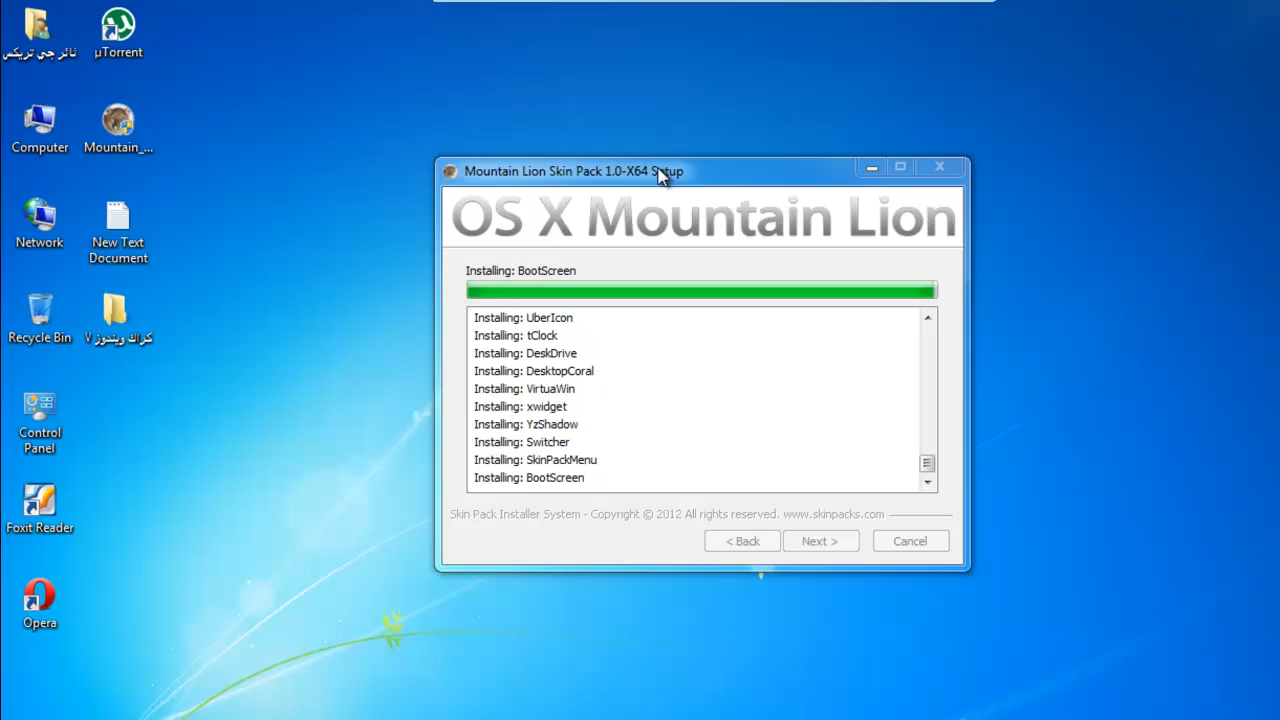 ثائر جي تريكس
µTorrent
Computer
Mountain_...
Network
New Text
Document
Recycle Bin
كراك ويندوز 7
Control
Panel
Foxit Reader
Opera
Mountain Lion Skin Pack 1.0-X64 Setup
OS X Mountain Lion
Installing: BootScreen
Installing: UberIcon
Installing: tClock
Installing: DeskDrive
Installing: DesktopCoral
Installing: VirtuaWin
Installing: xwidget
Installing: YzShadow
Installing: Switcher
Installing: SkinPackMenu
Installing: BootScreen
Skin Pack Installer System - Copyright © 2012 All rights reserved. www.skinpacks.com
< Back
Next >
Cancel